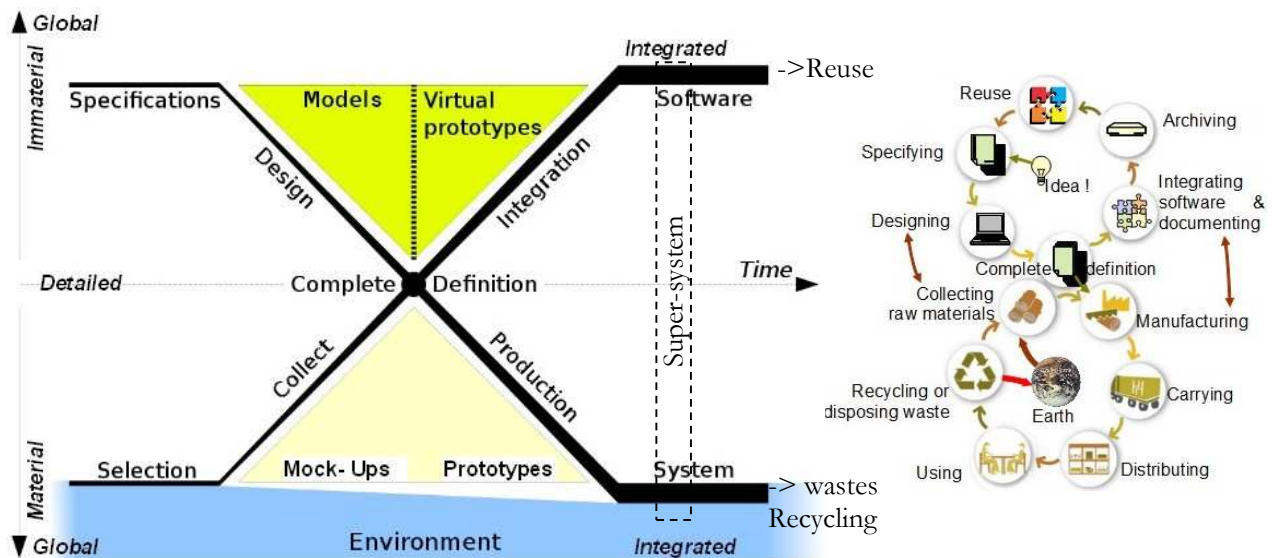 Global
Immaterial
Specifications
Models
Virtual
prototypes
Integrated
Software
->Reuse
Design
Integration
Detailed
Complete
Definition
Time
Super-system
Collect
Production
Selection
Mock- Ups
Prototypes
System
-> wastes
Recycling
Material
Global
Environment
Integrated
Reuse
Archiving
Specifying
Idea !
Integrating
software &
documenting
Designing
Complete definition
Collecting
raw materials
Manufacturing
Recycling or
disposing waste
Earth
Carrying
Using
Distributing